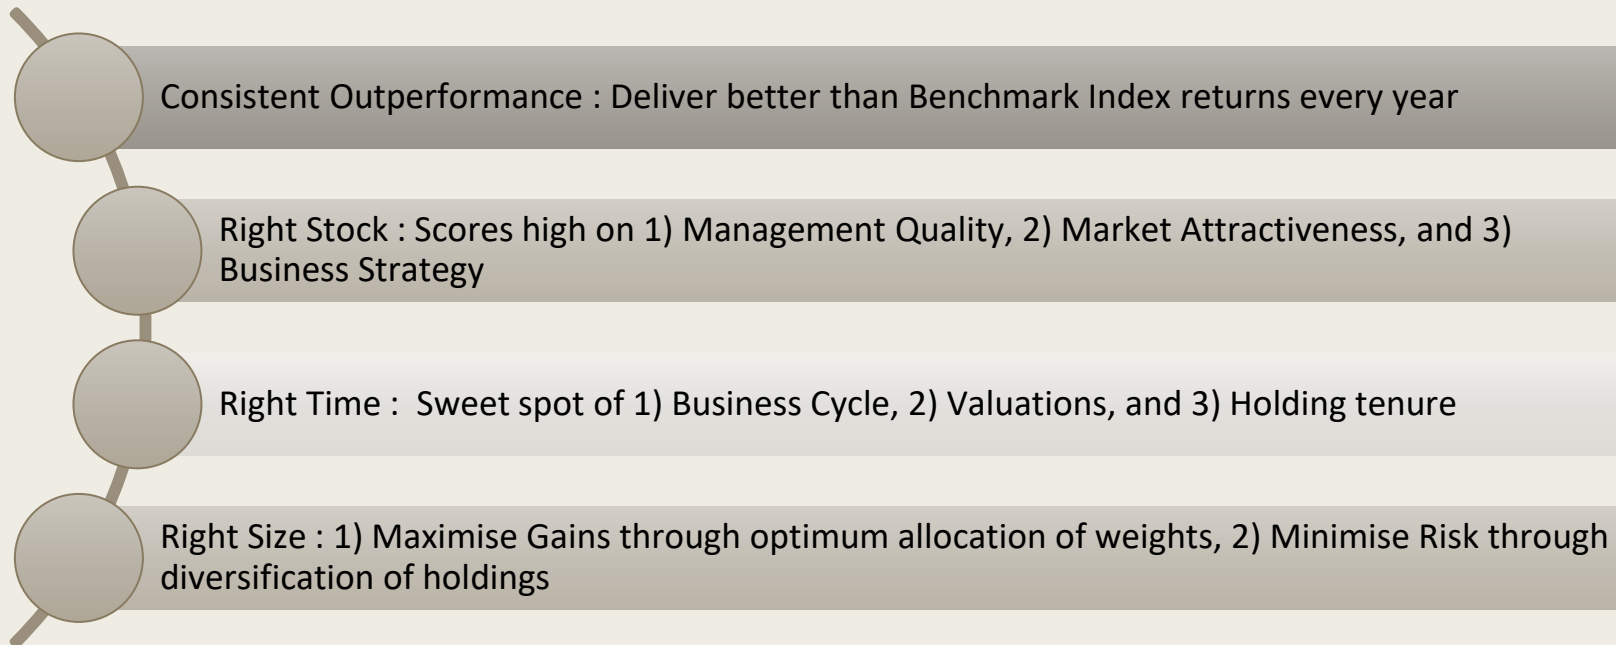 Consistent Outperformance : Deliver better than Benchmark Index returns every year
Right Stock : Scores high on 1) Management Quality, 2) Market Attractiveness, and 3)
Business Strategy
Right Time :  Sweet spot of 1) Business Cycle, 2) Valuations, and 3) Holding tenure
Right Size : 1) Maximise Gains through optimum allocation of weights, 2) Minimise Risk through
diversification of holdings